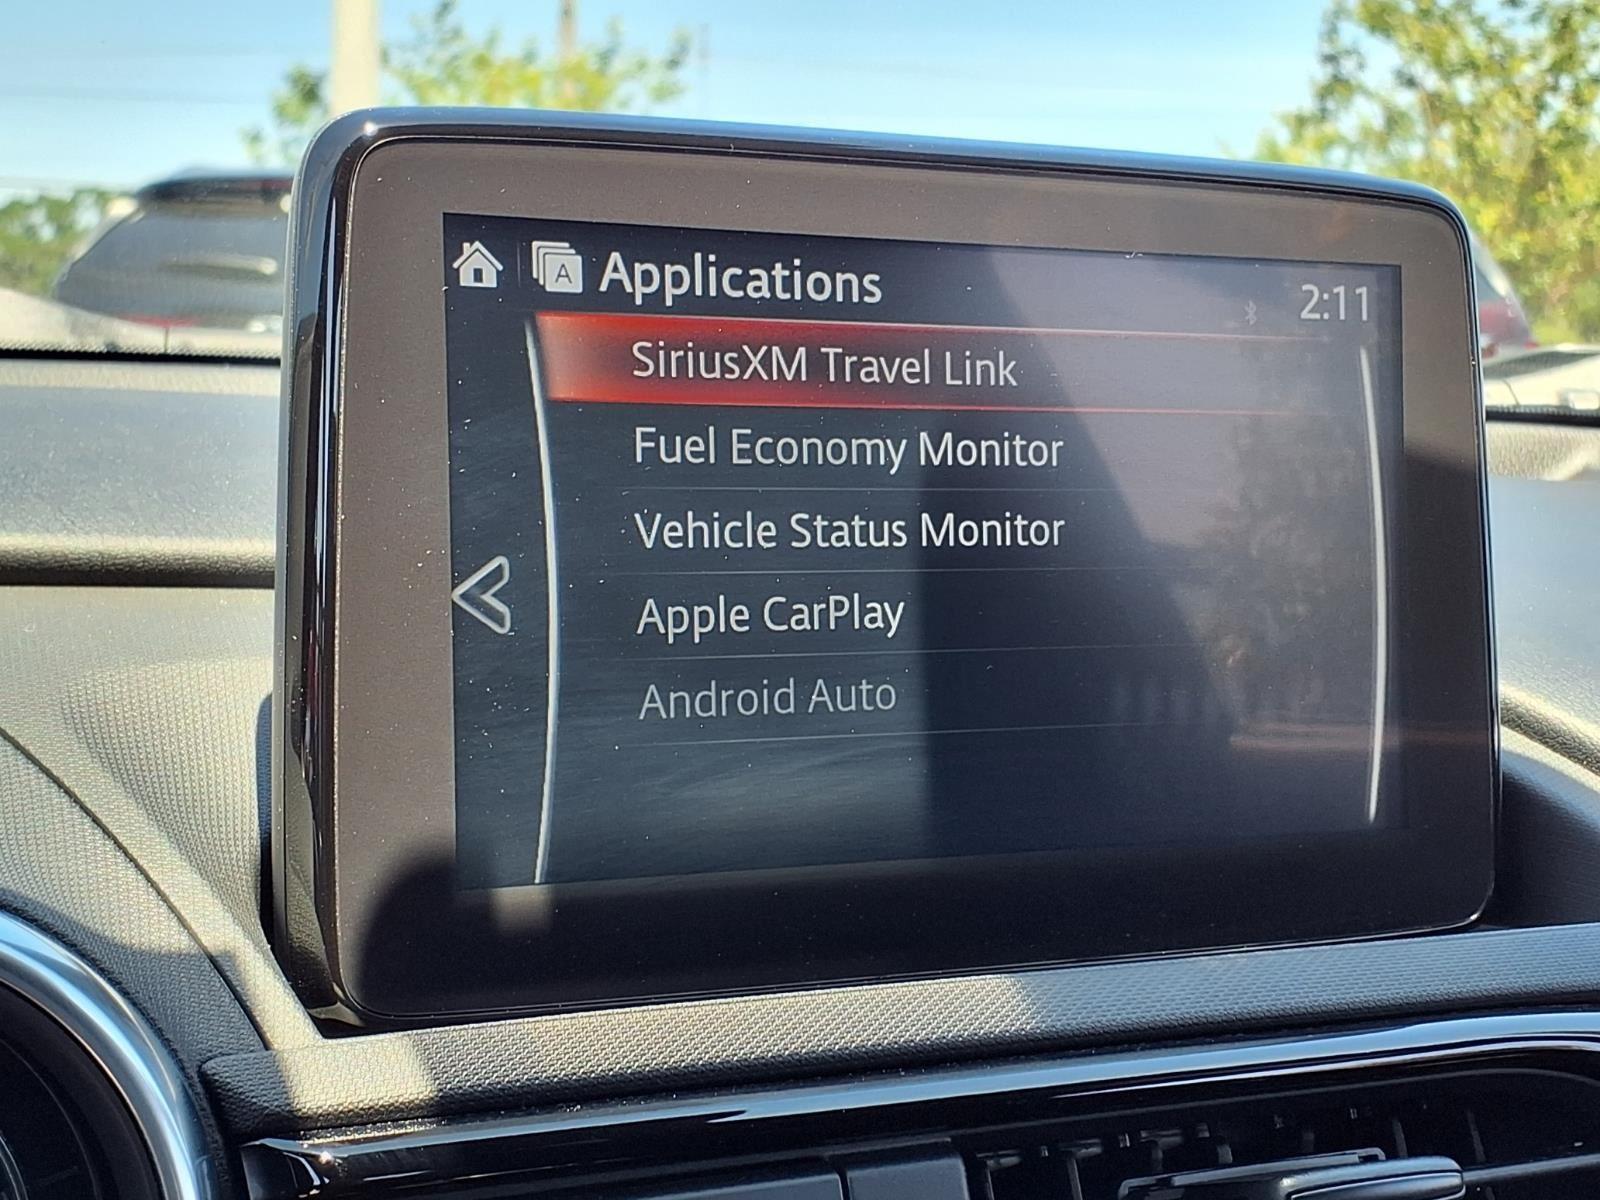 A Applications
2:11
SiriusXM Travel Link
Fuel Economy Monitor
Vehicle Status Monitor
Apple CarPlay
Android Auto